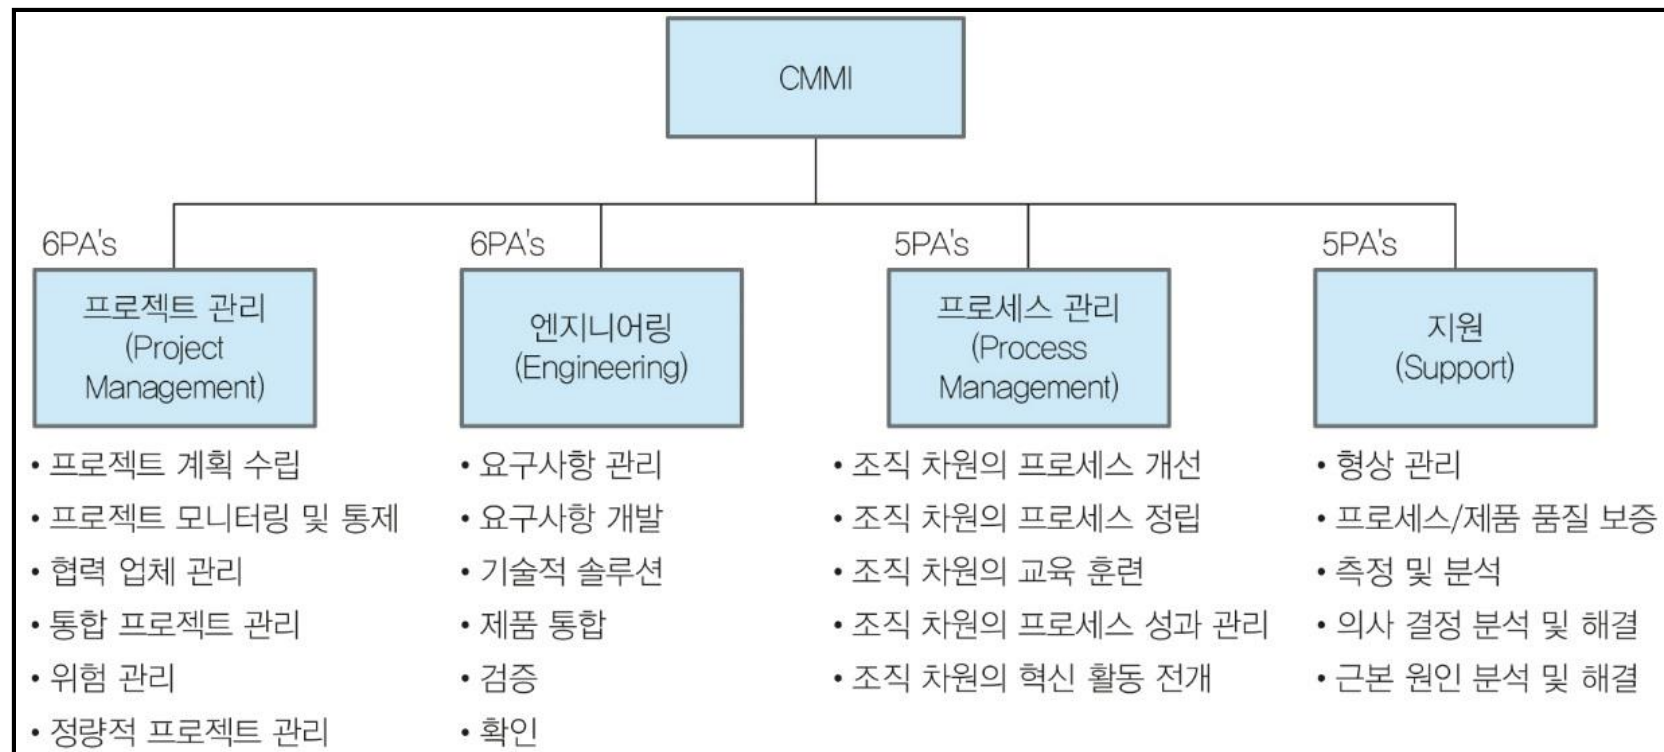 CMMI
6PA's
프로젝트 관리
(Project
Management)
• 프로젝트 계획 수립
• 프로젝트 모니터링 및 통제
• 협력 업체 관리
• 통합 프로젝트 관리
• 위험 관리
• 정량적 프로젝트 관리
6PA's
엔지니어링
(Engineering)
• 요구사항 관리
• 요구사항 개발
• 기술적 솔루션
• 제품 통합
• 검증
• 확인
5PA's
프로세스 관리
(Process
Management)
• 조직 차원의 프로세스 개선
• 조직 차원의 프로세스 정립
• 조직 차원의 교육 훈련
• 조직 차원의 프로세스 성과 관리
• 조직 차원의 혁신 활동 전개
5PA's
지원
(Support)
• 형상 관리
• 프로세스/제품 품질 보증
• 측정 및 분석
• 의사 결정 분석 및 해결
• 근본 원인 분석 및 해결